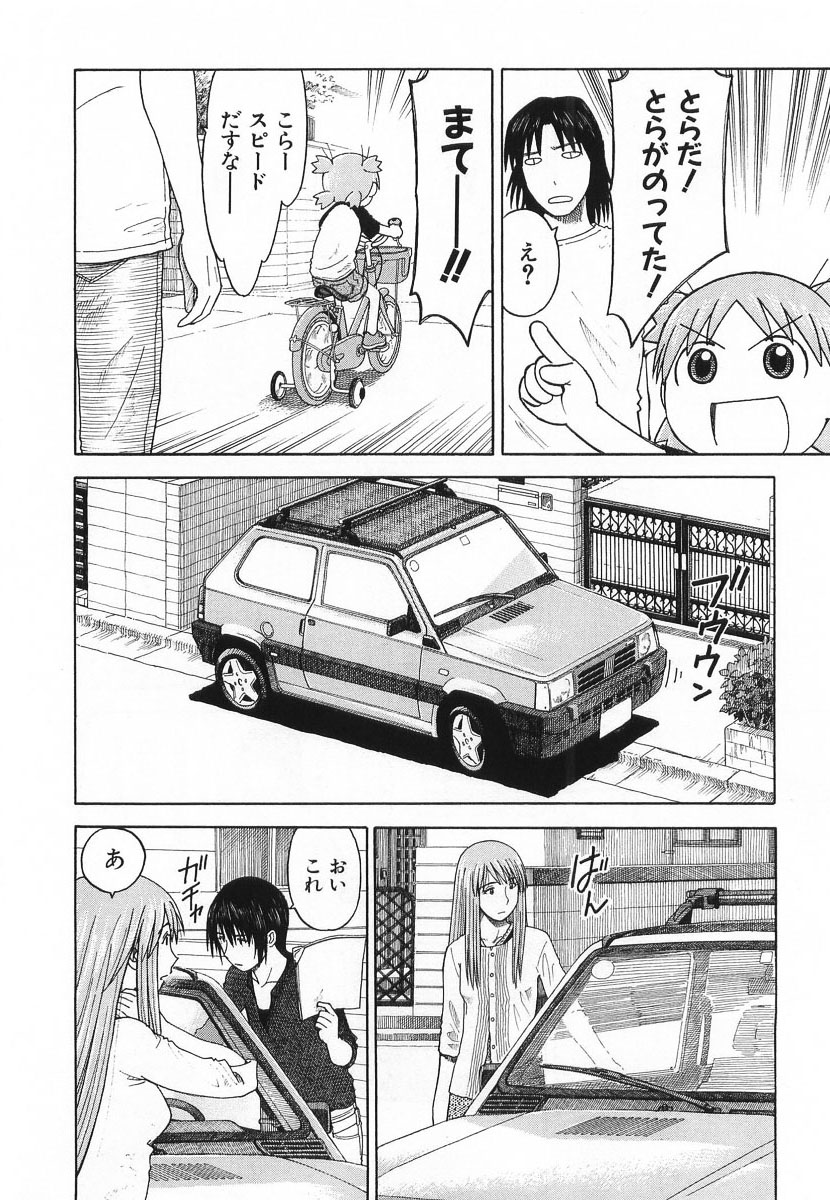 とらだ！
とらがのってた！
え？
まてーー!!
こらー
スピード
だすなー
ブウウン
ばん
おい
これ
ガチャ
あ